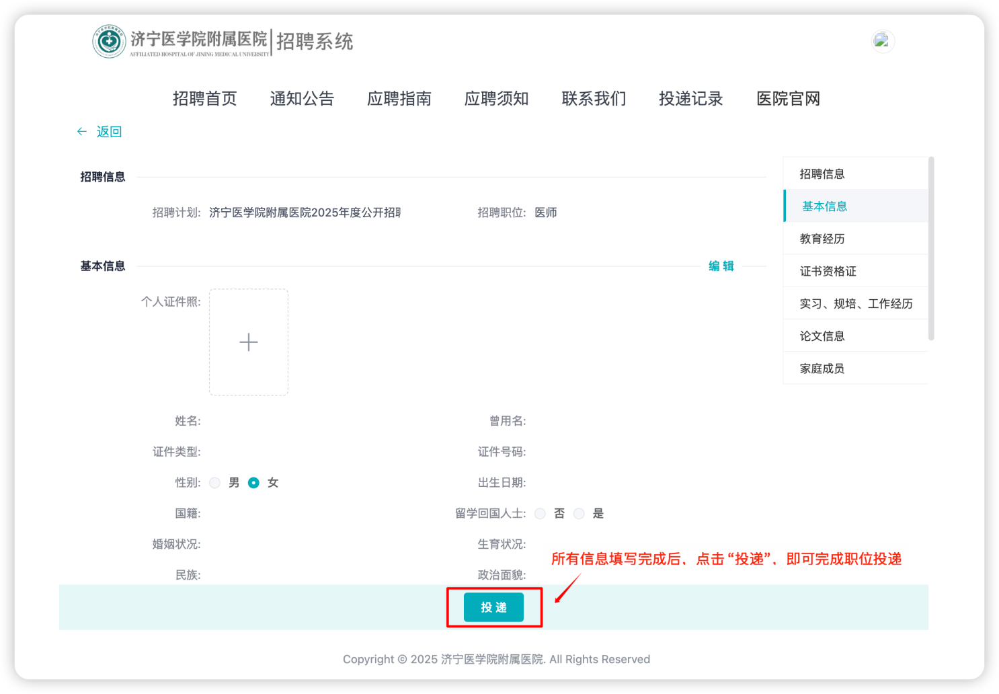 济宁医学院附属医院 招聘系统
AFFILIATED HOSPITAL OF JINING MEDICAL UNIVERSITY
招聘首页 通知公告 应聘指南 应聘须知 联系我们 投递记录 医院官网
← 返回
招聘信息
招聘计划: 济宁医学院附属医院2025年度公开招聘 招聘职位: 医师
基本信息 编 辑
个人证件照:
+
姓名: 曾用名:
证件类型: 证件号码:
性别: 男 女 出生日期:
国籍: 留学回国人士: 否 是
婚姻状况: 生育状况:
民族: 政治面貌:
招聘信息
基本信息
教育经历
证书资格证
实习、规培、工作经历
论文信息
家庭成员
所有信息填写完成后，点击“投递”，即可完成职位投递
投 递
Copyright © 2025 济宁医学院附属医院. All Rights Reserved